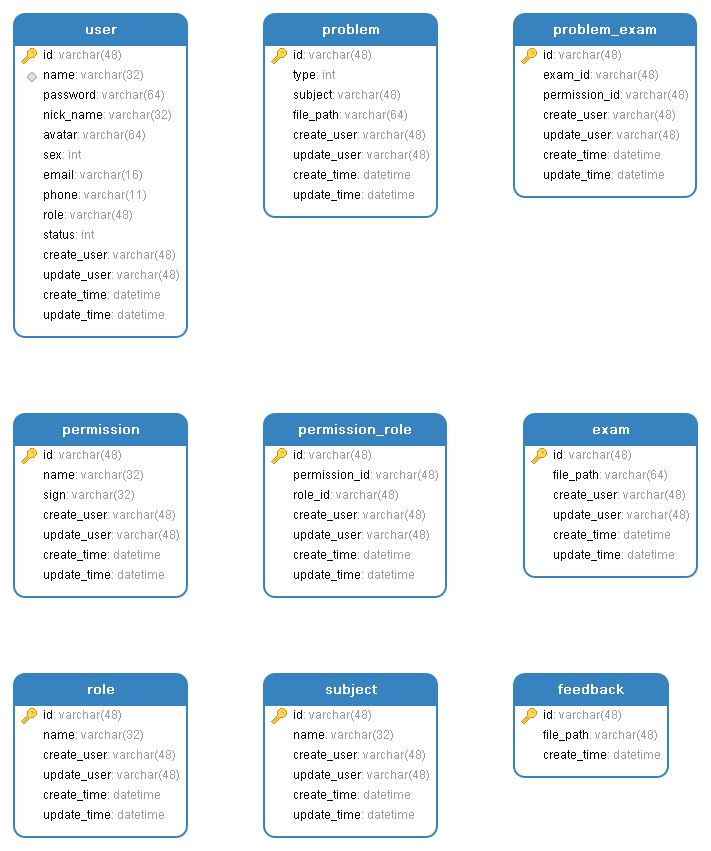 user
id: varchar(48)
name: varchar(32)
password: varchar(64)
nick_name: varchar(32)
avatar: varchar(64)
sex: int
email: varchar(16)
phone: varchar(11)
role: varchar(48)
status: int
create_user: varchar(48)
update_user: varchar(48)
create_time: datetime
update_time: datetime
problem
id: varchar(48)
type: int
subject: varchar(48)
file_path: varchar(64)
create_user: varchar(48)
update_user: varchar(48)
create_time: datetime
update_time: datetime
problem_exam
id: varchar(48)
exam_id: varchar(48)
permission_id: varchar(48)
create_user: varchar(48)
update_user: varchar(48)
create_time: datetime
update_time: datetime
permission
id: varchar(48)
name: varchar(32)
sign: varchar(32)
create_user: varchar(48)
update_user: varchar(48)
create_time: datetime
update_time: datetime
permission_role
id: varchar(48)
permission_id: varchar(48)
role_id: varchar(48)
create_user: varchar(48)
update_user: varchar(48)
create_time: datetime
update_time: datetime
exam
id: varchar(48)
file_path: varchar(64)
create_user: varchar(48)
update_user: varchar(48)
create_time: datetime
update_time: datetime
role
id: varchar(48)
name: varchar(32)
create_user: varchar(48)
update_user: varchar(48)
create_time: datetime
update_time: datetime
subject
id: varchar(48)
name: varchar(32)
create_user: varchar(48)
update_user: varchar(48)
create_time: datetime
update_time: datetime
feedback
id: varchar(48)
file_path: varchar(48)
create_time: datetime